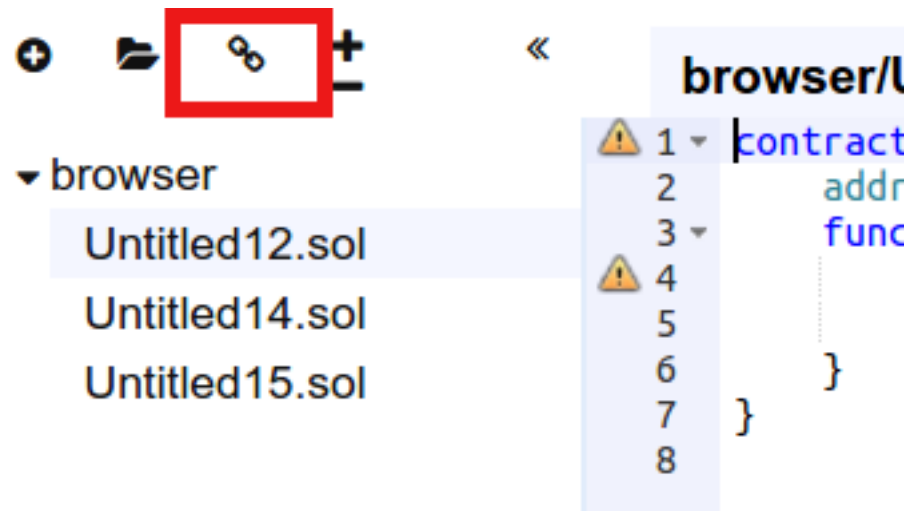 browser
Untitled12.sol
Untitled14.sol
Untitled15.sol
browser/U
1 contract
2 addr
3 func
4
5
6 }
7 }
8